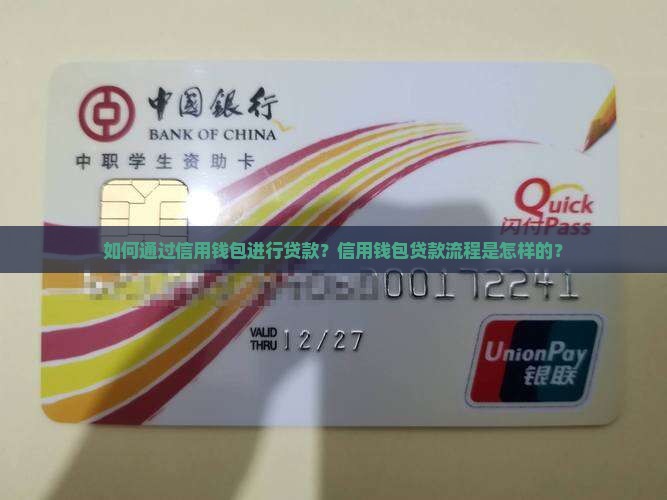 中國銀行
BANK OF CHINA
中职学生资助卡
Quick
闪付Pass
如何通过信用钱包进行贷款？信用钱包贷款流程是怎样的？
00172241
VALID
THRU 12/27
UnionPay
银联